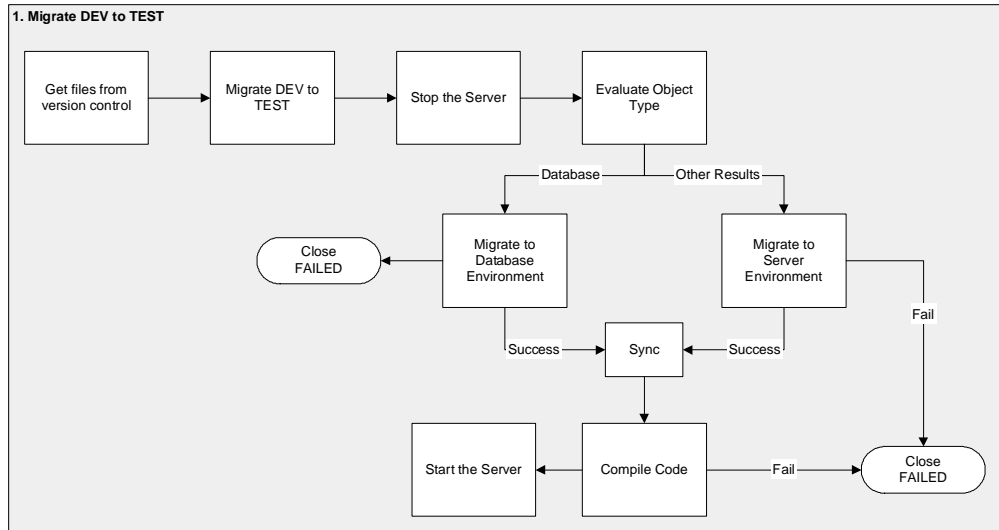 1. Migrate DEV to TEST
Get files from
version control
Migrate DEV to
TEST
Stop the Server
Evaluate Object
Type
Database
Other Results
Migrate to
Database
Environment
Migrate to
Server
Environment
Close
FAILED
Fail
Success
Sync
Success
Start the Server
Compile Code
Fail
Close
FAILED